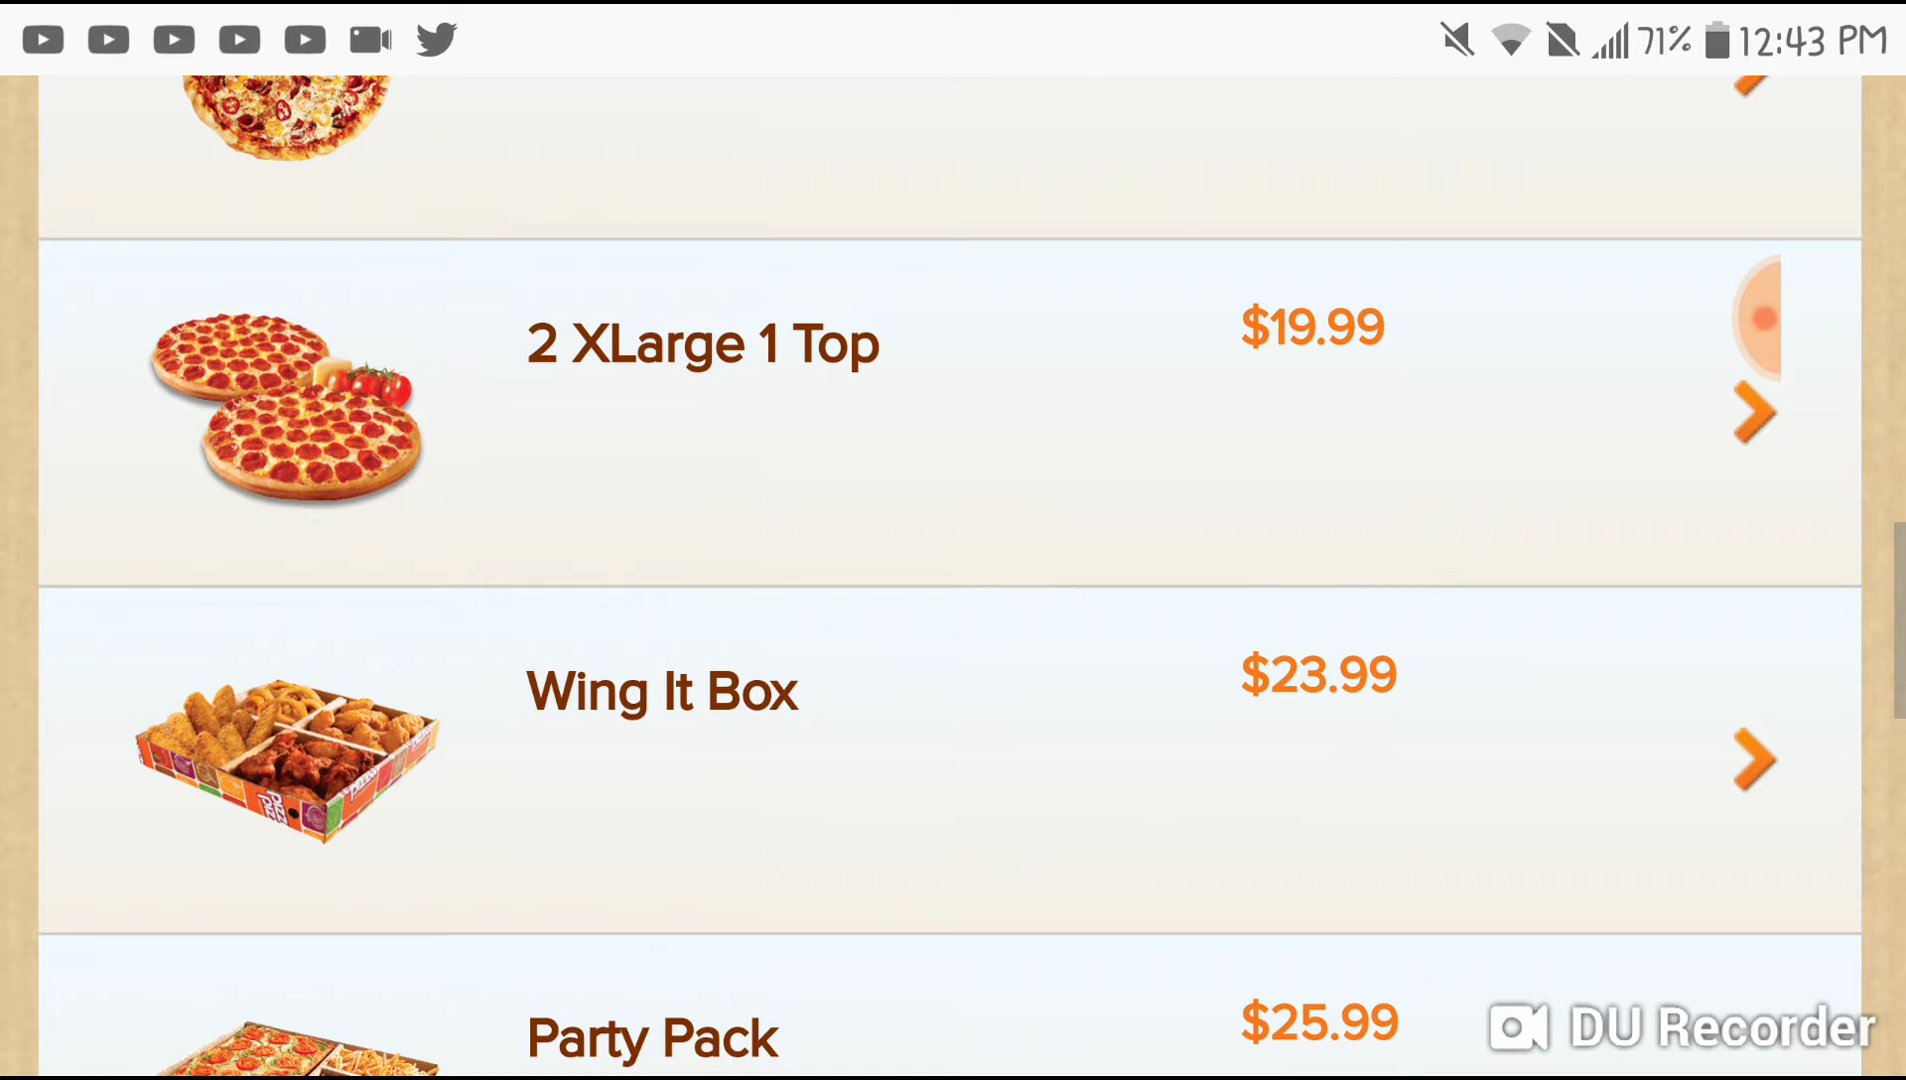 71% 12:43 PM
2 XLarge 1 Top
$19.99
Wing It Box
$23.99
Party Pack
$25.99
DU Recorder